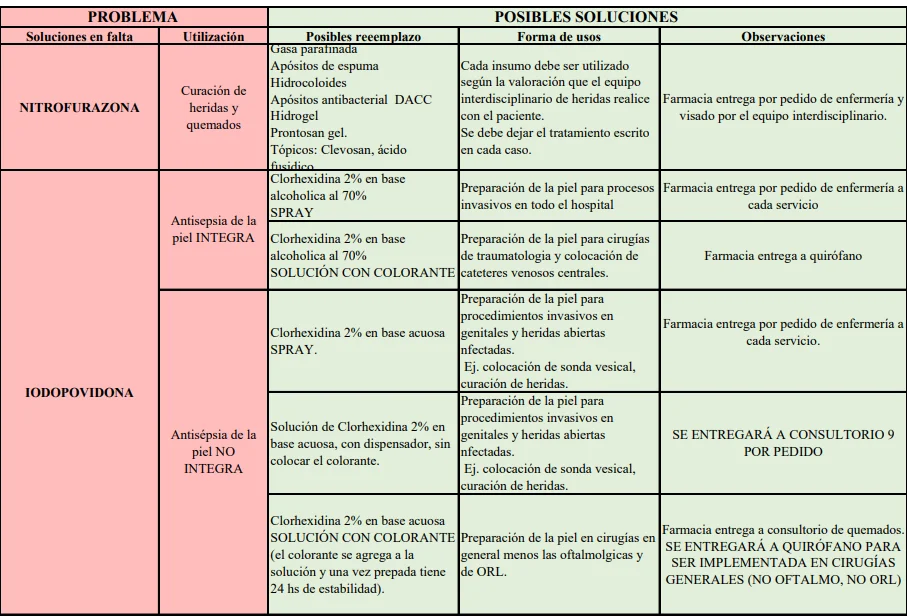 PROBLEMA
POSIBLES SOLUCIONES
Soluciones en falta
Utilización
Posibles reeemplazo
Forma de usos
Observaciones
NITROFURAZONA
Curación de
heridas y
quemados
Gasa parafinada
Apósitos de espuma
Hidrocoloides
Apósitos antibacterial DACC
Hidrogel
Prontosan gel.
Tópicos: Clevosan, ácido
fusídico
Cada insumo debe ser utilizado
según la valoración que el equipo
interdisciplinario de heridas realice
con el paciente.
Se debe dejar el tratamiento escrito
en cada caso.
Farmacia entrega por pedido de enfermería y
visado por el equipo interdisciplinario.
IODOPOVIDONA
Antisepsia de la
piel INTEGRA
Clorhexidina 2% en base
alcoholica al 70%
SPRAY
Preparación de la piel para procesos
invasivos en todo el hospital
Farmacia entrega por pedido de enfermería a
cada servicio
Clorhexidina 2% en base
alcoholica al 70%
SOLUCIÓN CON COLORANTE
Preparación de la piel para cirugías
de traumatologia y colocación de
cateteres venosos centrales.
Farmacia entrega a quirófano
Antisépsia de la
piel NO
INTEGRA
Clorhexidina 2% en base acuosa
SPRAY.
Preparación de la piel para
procedimientos invasivos en
genitales y heridas abiertas
nfectadas.
Ej. colocación de sonda vesical,
curación de heridas.
Farmacia entrega por pedido de enfermería a
cada servicio.
Solución de Clorhexidina 2% en
base acuosa, con dispensador, sin
colocar el colorante.
Preparación de la piel para
procedimientos invasivos en
genitales y heridas abiertas
nfectadas.
Ej. colocación de sonda vesical,
curación de heridas.
SE ENTREGARÁ A CONSULTORIO 9
POR PEDIDO
Clorhexidina 2% en base acuosa
SOLUCIÓN CON COLORANTE
(el colorante se agrega a la
solución y una vez prepada tiene
24 hs de estabilidad).
Preparación de la piel en cirugías en
general menos las oftalmolgicas y
de ORL.
Farmacia entrega a consultorio de quemados.
SE ENTREGARÁ A QUIRÓFANO PARA
SER IMPLEMENTADA EN CIRUGÍAS
GENERALES (NO OFTALMO, NO ORL)